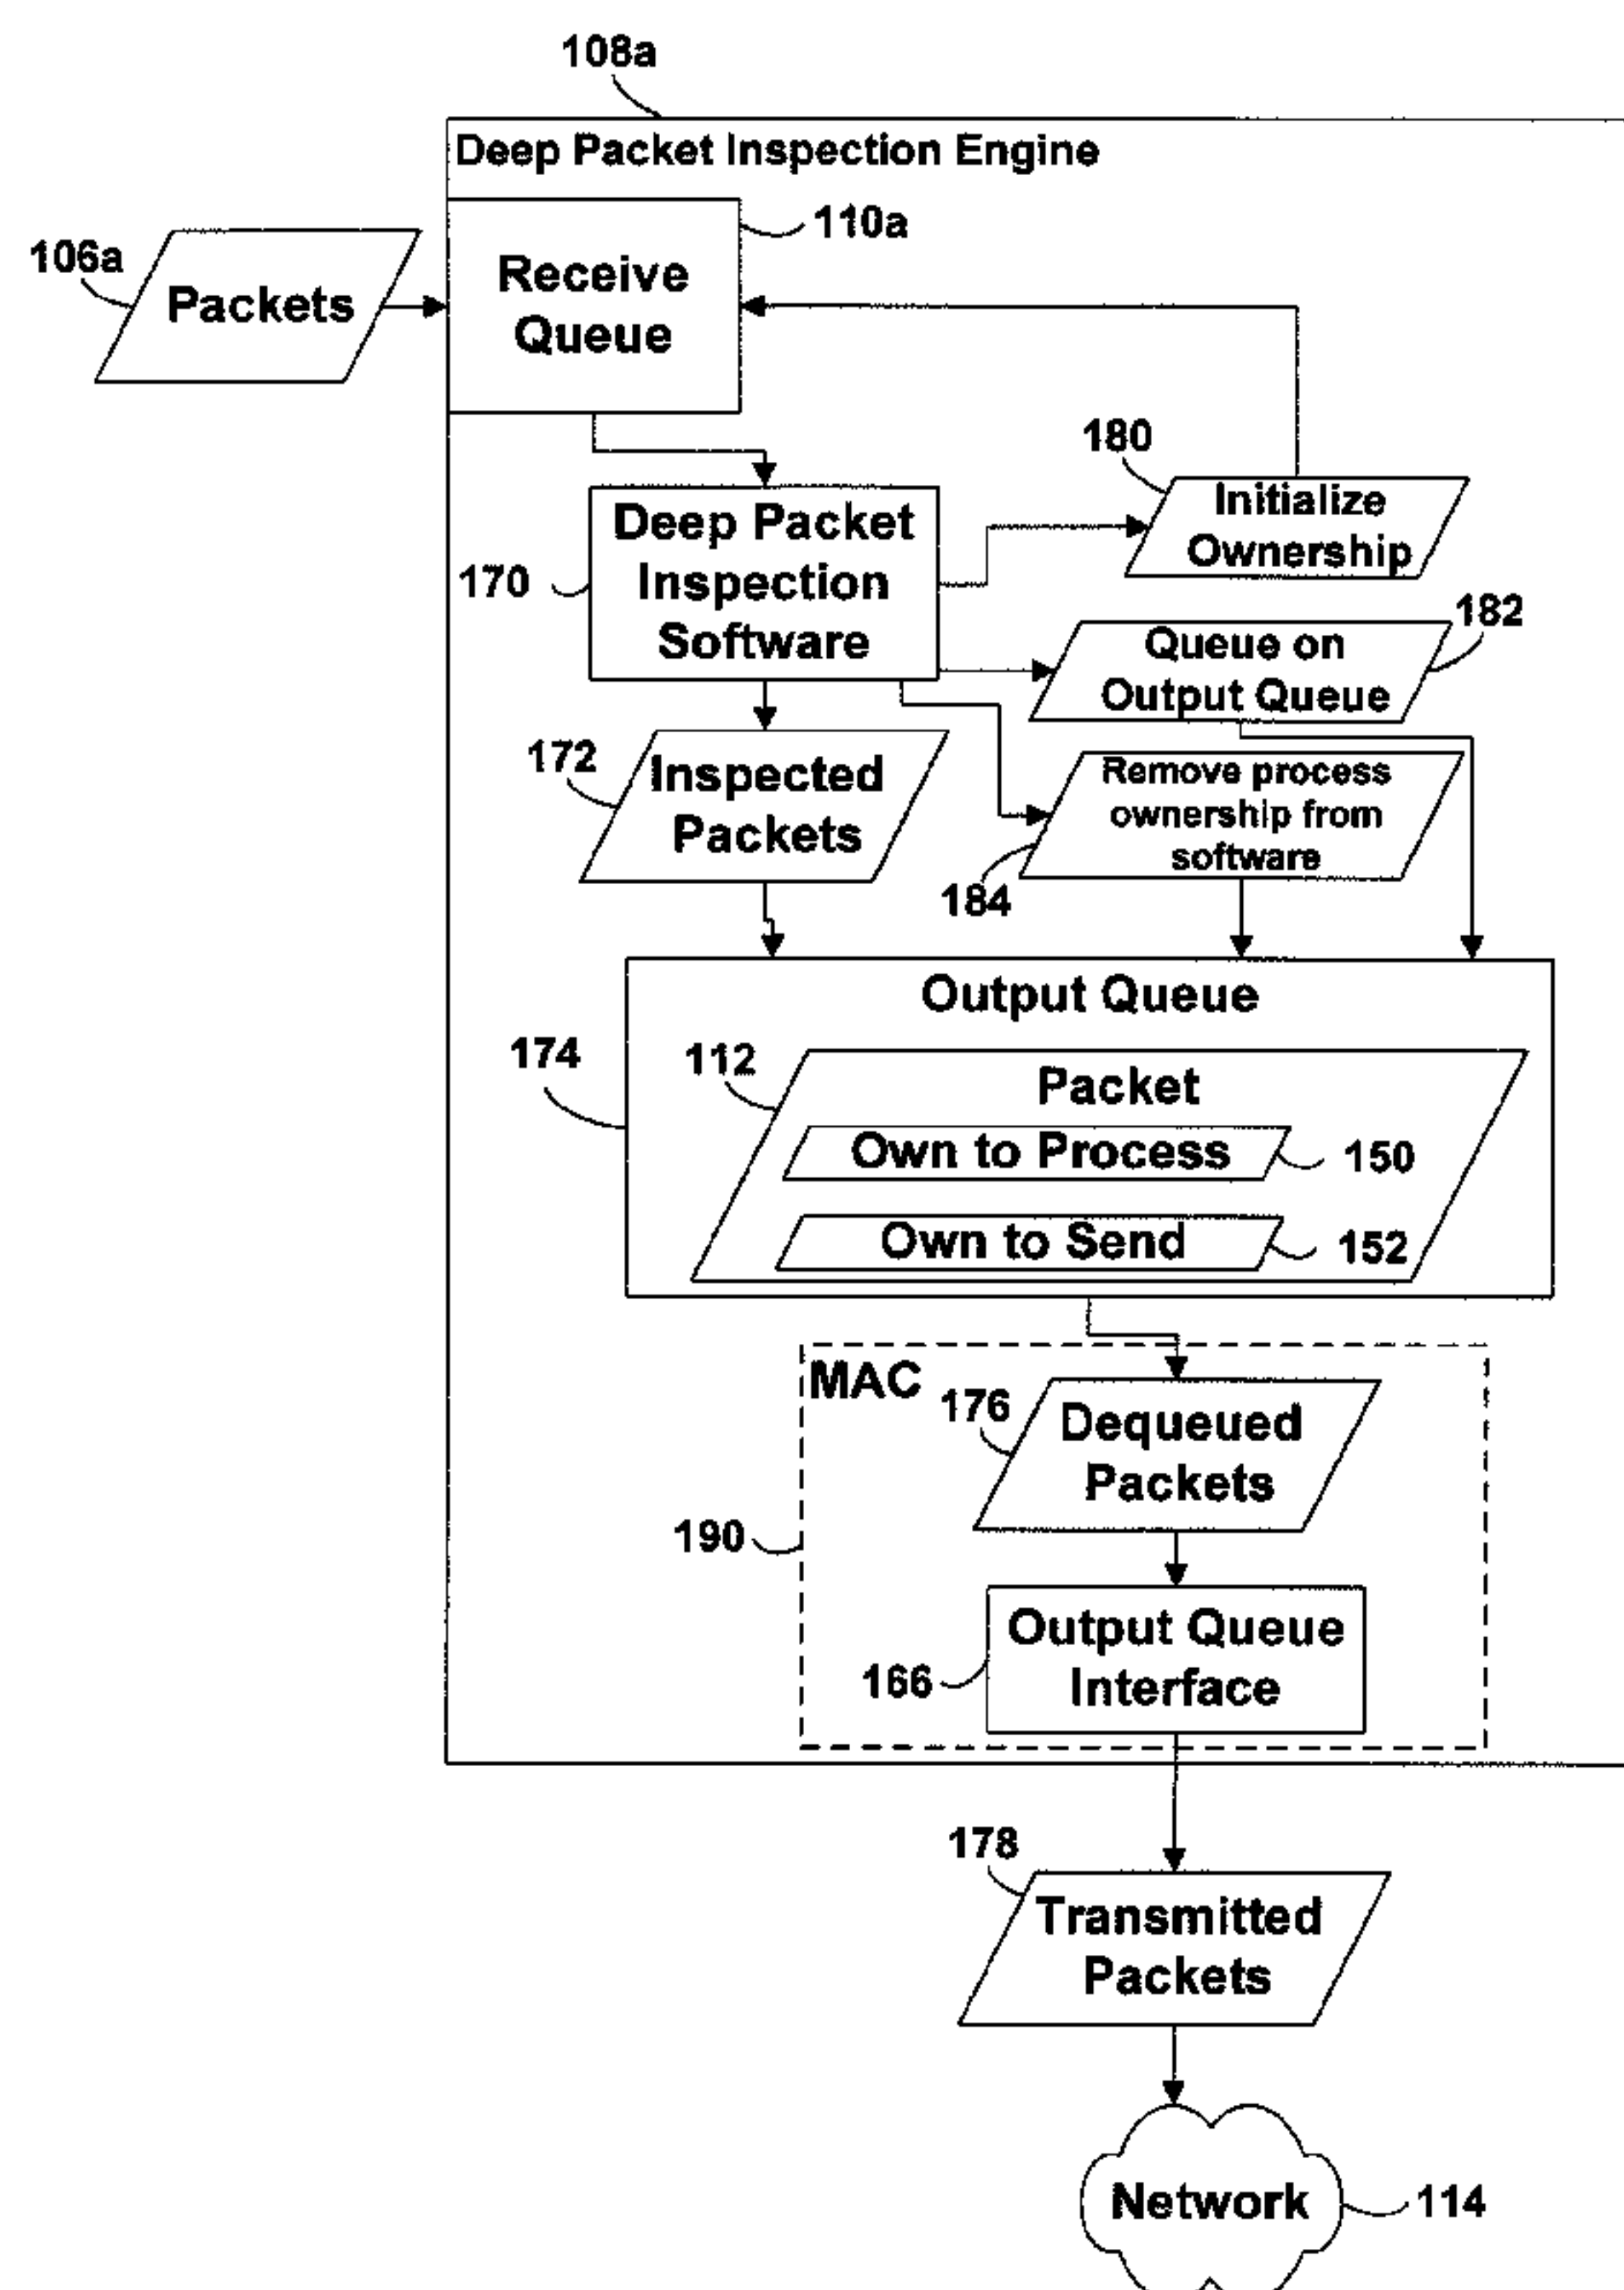 108a
Deep Packet Inspection Engine
110a
106a
Packets
Receive
Queue
180
Initialize
Ownership
Deep Packet
Inspection
Software
170
182
Queue on
Output Queue
172
Inspected
Packets
Remove process
ownership from
software
184
Output Queue
174
112
Packet
Own to Process
150
Own to Send
152
MAC
176
Dequeued
Packets
190
Output Queue
Interface
166
178
Transmitted
Packets
Network
114